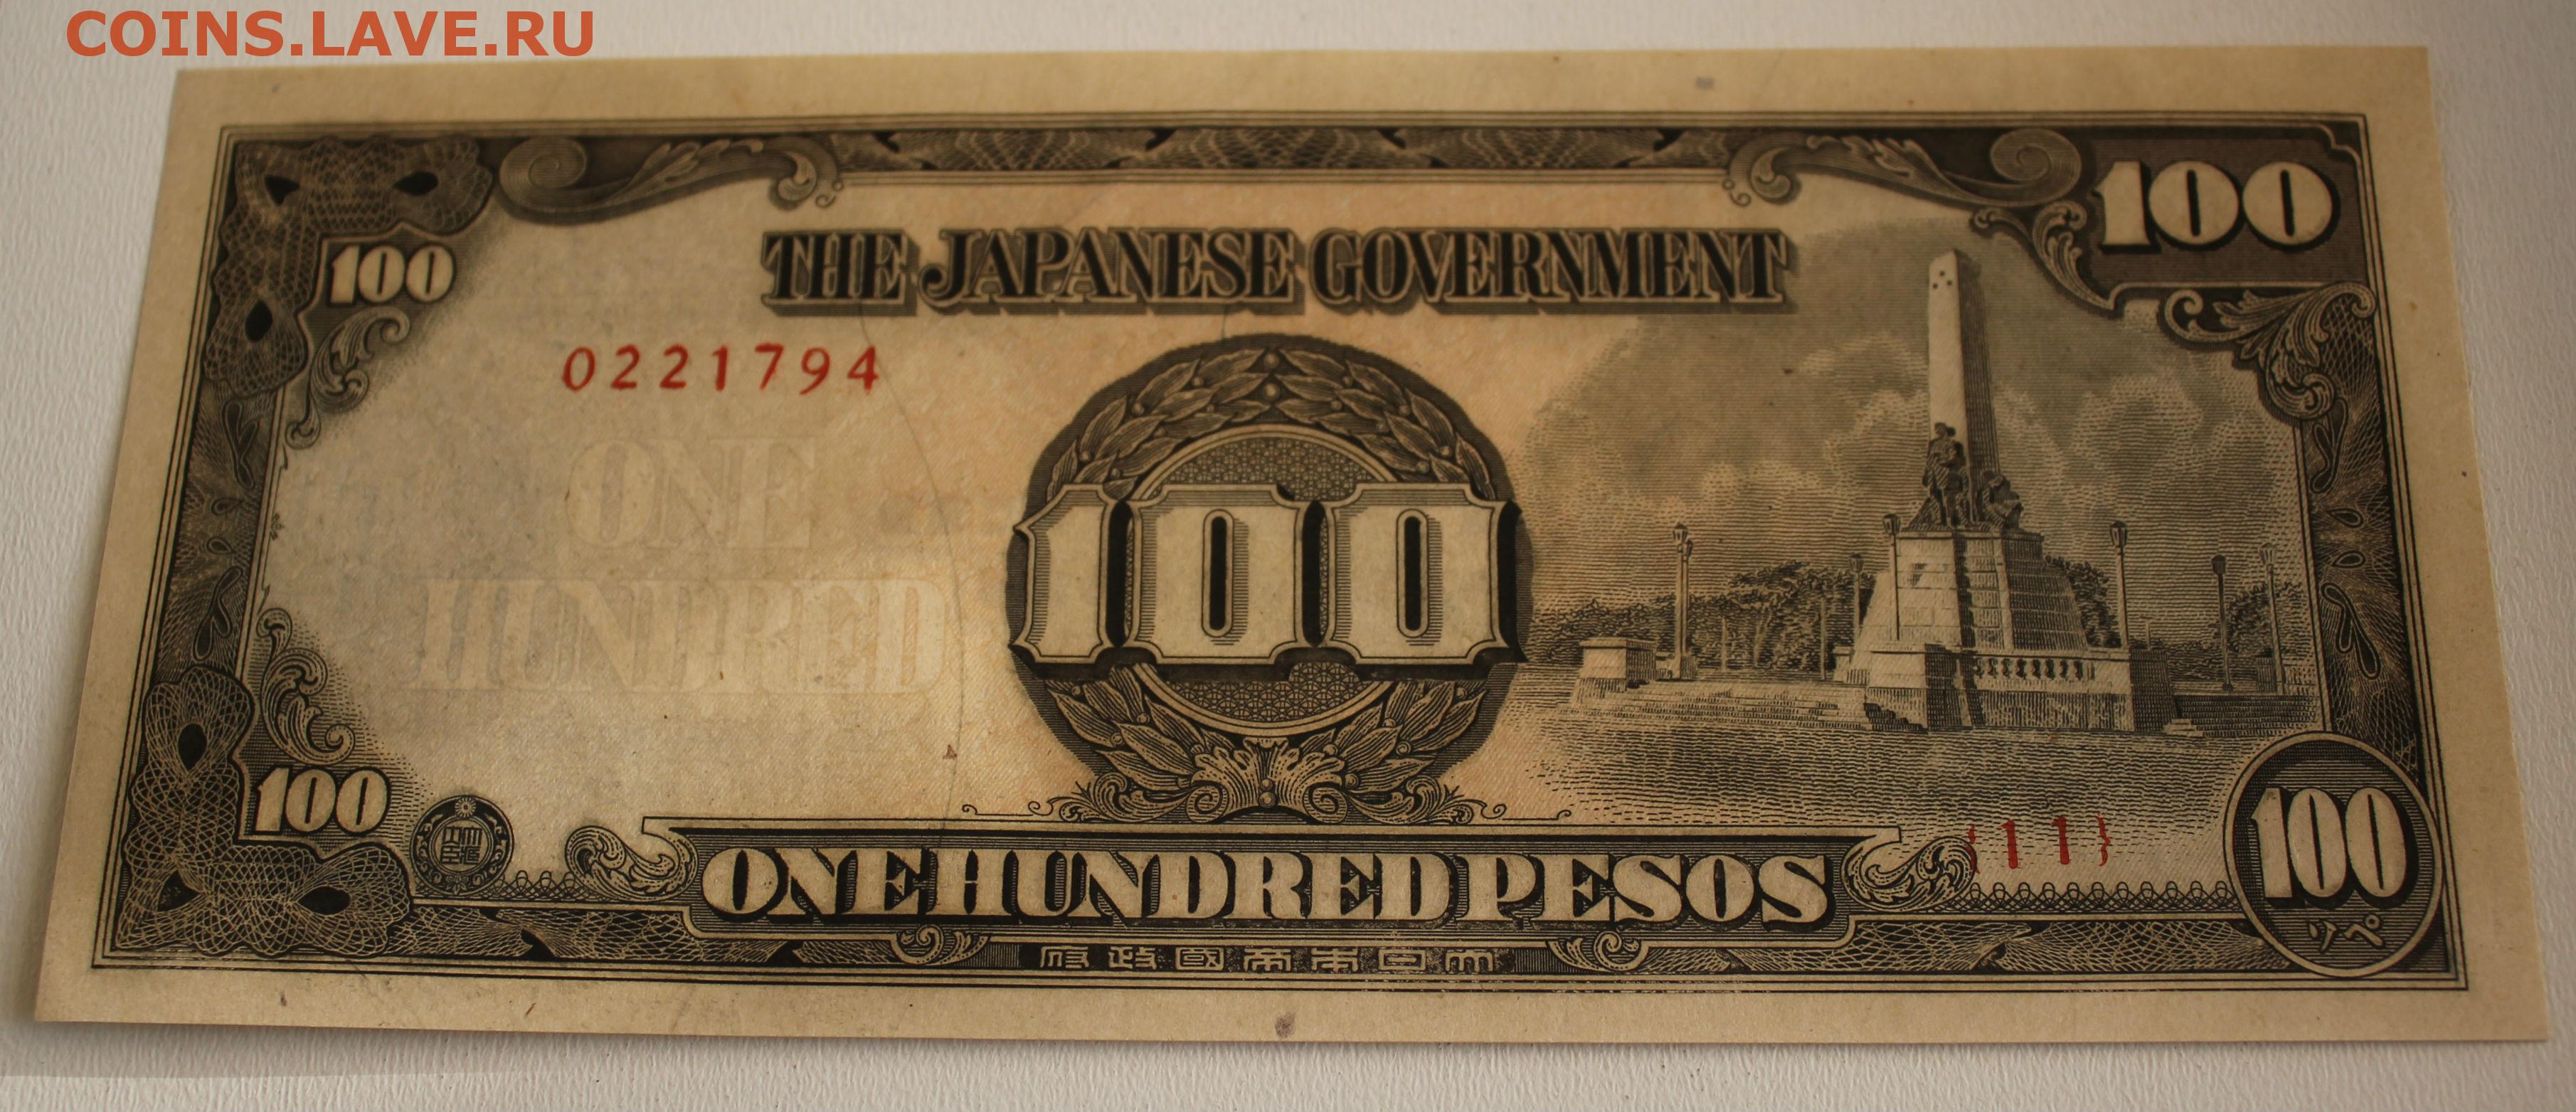 COINS.LAVE.RU
100
100
THE JAPANESE GOVERNMENT
0221794
ONE
HUNDRED
100
100
100
ペソ
{11}
ONE HUNDRED PESOS
大日本帝國政府